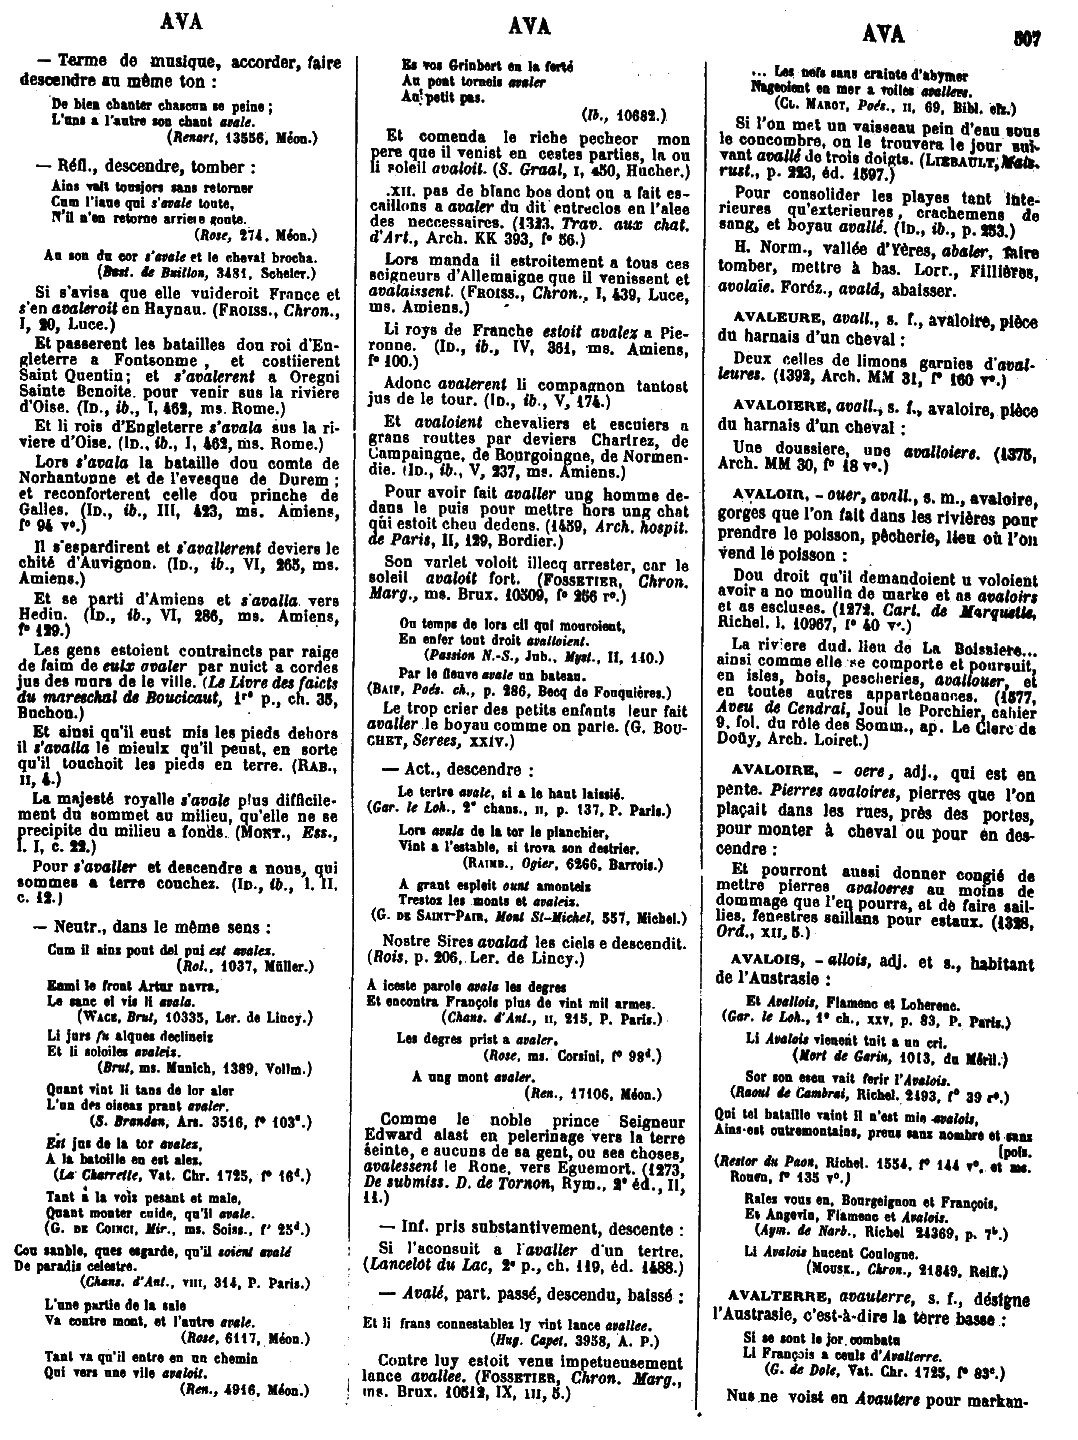 AVA
AVA
AVA
507
— Terme de musique, accorder, faire
descendre au même ton :
De bien chanter chascun se peine ;
L'uns a l'autre son chant avale.
(Renart, 13556, Méon.)
— Réfl., descendre, tomber :
Ains vait tousjors sans retorner
Cum l'iaue qui s'avale toute,
N'il n'en retorne arriere goute.
(Rose, 274, Méon.)
Au son du cor s'avale et le cheval brocha.
(Bast. de Buillon, 3481, Scheler.)
Si s'avisa que elle vuideroit France et
s'en avaleroit en Haynau. (FROISS., Chron.,
I, 20, Luce.)
Et passerent les batailles dou roi d'En-
gleterre a Fontsomme , et costiierent
Saint Quentin; et s'avalerent a Oregni
Sainte Benoite. pour venir sus la riviere
d'Oise. (ID., ib., I, 462, ms. Rome.)
Et li rois d'Engleterre s'avala sus la ri-
viere d'Oise. (ID., ib., I, 462, ms. Rome.)
Lors s'avala la bataille dou comte de
Norhantonne et de l'evesque de Durem ;
et reconforterent celle dou prinche de
Galles. (ID., ib., III, 423, ms. Amiens,
f° 94 v°.)
Il s'espardirent et s'avallerent deviers le
chité d'Auvignon. (ID., ib., VI, 265, ms.
Amiens.)
Et se parti d'Amiens et s'avalla vers
Hedin. (ID., ib., VI, 286, ms. Amiens,
f° 129.)
Les gens estoient contraincts par raige
de faim de eulx avaler par nuict a cordes
jus des murs de la ville. (Le Livre des faicts
du mareschal de Boucicaut, 1re p., ch. 35,
Buchon.)
Et ainsi qu'il eust mis les pieds dehors
il s'avalla le mieulx qu'il peust, en sorte
qu'il touchoit les pieds en terre. (RAB.,
II, 4.)
La majesté royalle s'avale plus difficile-
ment du sommet au milieu, qu'elle ne se
precipite du milieu a fonds. (MONT., Ess.,
l. I, c. 22.)
Pour s'avaller et descendre a nous, qui
sommes a terre couchez. (ID., ib., l. II,
c. 12.)
— Neutr., dans le même sens :
Cum il ainz pout del pui est avalez.
(Rol., 1037, Müller.)
Enmi le front Artur navra,
Le sanc el vis li avala.
(WACE, Brut, 10335, Ler. de Lincy.)
Li jurs fu alques declineiz
Et li soloiles avaleiz.
(Brut, ms. Munich, 1389, Vollm.)
Quant vint li tans de lor aler
L'un des oiseaz prant avaler.
(S. Brandan, Ars. 3516, f° 103c.)
Est jus de la tor avalez,
A la batoille en est alez.
(La Charrette, Vat. Chr. 1725, f° 16d.)
Tant a la vois pesant et male,
Quant monter cuide, qu'il avale.
(G. DE COINCI, Mir., ms. Soiss., f° 25d.)
Cou sanble, ques esgarde, qu'il soient avalé
De paradis celestre.
(Chans. d'Ant., VIII, 314, P. Paris.)
L'une partie de la sale
Va contre mont, et l'autre avale.
(Rose, 6117, Méon.)
Tant va qu'il entre en un chemin
Qui vers une vile avaloit.
(Ren., 4916, Méon.)
Es vos Grinbert en la ferté
Au pont torneis avaler
Au petit pas.
(Ib., 10682.)
Et comenda le riche pecheor mon
pere que il venist en cestes parties, la ou
li soleil avaloit. (S. Graal, I, 450, Hucher.)
.XII. pas de blanc bos dont on a fait es-
caillons a avaler du dit entreclos en l'alee
des neccessaires. (1323. Trav. aux chat.
d'Art., Arch. KK 393, f° 56.)
Lors manda il estroitement a tous ces
seigneurs d'Allemaigne que il venissent et
avalaissent. (FROISS., Chron., I, 439, Luce,
ms. Amiens.)
Li roys de Franche estoit avalez a Pie-
ronne. (ID., ib., IV, 361, ms. Amiens,
f° 100.)
Adonc avalerent li compagnon tantost
jus de le tour. (ID., ib., V, 174.)
Et avaloient chevaliers et escuiers a
grans routtes par deviers Chartrez, de
Campaingne, de Bourgoingne, de Normen-
die. (ID., ib., V, 237, ms. Amiens.)
Pour avoir fait avaller ung homme de-
dans le puis pour mettre hors ung chat
qui estoit cheu dedens. (1459, Arch. hospit.
de Paris, II, 129, Bordier.)
Son varlet voloit illecq arrester, car le
soleil avaloit fort. (FOSSETIER, Chron.
Marg., ms. Brux. 10509, f° 256 r°.)
Ou temps de lors cil qui mouroient,
En enfer tout droit avalloient.
(Passion N.-S., Jub., Myst., II, 140.)
Par le fleuve avale un bateau.
(BAIF, Poés. ch., p. 286, Becq de Fouquières.)
Le trop crier des petits enfants leur fait
avaller le boyau comme on parle. (G. BOU-
CHET, Serees, XXIV.)
— Act., descendre :
Le tertre avale, si a le haut laissié.
(Gar. le Loh., 2e chans., II, p. 137, P. Paris.)
Lors avala de la tor le planchier,
Vint a l'estable, si trova son destrier.
(RAIMB., Ogier, 6266, Barrois.)
A grant espleit ount amonteiz
Trestoz les monts et avaleiz.
(G. DE SAINT-PAIR, Mont St-Michel, 557, Michel.)
Nostre Sires avalad les ciels e descendit.
(Rois, p. 206, Ler. de Lincy.)
A iceste parole avala les degres
Et encontra François plus de vint mil armes.
(Chans. d'Ant., II, 215, P. Paris.)
Les degres prist a avaler.
(Rose, ms. Corsini, f° 98d.)
A ung mont avaler.
(Ren., 17106, Méon.)
Comme le noble prince Seigneur
Edward alast en pelerinage vers la terre
seinte, e aucuns de sa gent, ou ses choses,
avalessent le Rone, vers Eguemort. (1273,
De submiss. D. de Tornon, Rym., 2e éd., II,
11.)
— Inf. pris substantivement, descente :
Si l'aconsuit a l'avaller d'un tertre.
(Lancelot du Lac, 2e p., ch. 119, éd. 1488.)
— Avalé, part. passé, descendu, baissé :
Et li frans connestablez ly vint lance avallee.
(Hug. Capet, 3958, A. P.)
Contre luy estoit venu impetueusement
lance avallee. (FOSSETIER, Chron. Marg.,
ms. Brux. 10512, IX, III, 5.)
... Les nefs sans crainte d'abymer
Nageoient en mer a voiles avallees.
(CL. MAROT, Poés., II, 69, Bibl. elz.)
Si l'on met un vaisseau pein d'eau sous
le concombre, on le trouvera le jour sui-
vant avallé de trois doigts. (LIEBAULT, Mais.
rust., p. 223, éd. 1597.)
Pour consolider les playes tant inte-
rieures qu'exterieures, crachemens de
sang, et boyau avallé. (ID., ib., p. 253.)
H. Norm., vallée d'Yères, abaler, faire
tomber, mettre à bas. Lorr., Fillières,
avolaïe. Foréz., avald, abaisser.
AVALEURE, avall., s. f., avaloire, pièce
du harnais d'un cheval :
Deux celles de limons garnies d'aval-
leures. (1392, Arch. MM 31, f° 160 v°.)
AVALOIERE, avall., s. f., avaloire, pièce
du harnais d'un cheval :
Une doussiere, une avalloiere. (1375,
Arch. MM 30, f° 18 v°.)
AVALOIR, - ouer, avall., s. m., avaloire,
gorges que l'on fait dans les rivières pour
prendre le poisson, pêcherie, lieu où l'on
vend le poisson :
Dou droit qu'il demandoient u voloient
avoir a no moulin de marke et as avaloirs
et as escluses. (1272. Cart. de Marquette,
Richel. l. 10967, f° 40 v°.)
La riviere dud. lieu de La Boissiere...
ainsi comme elle se comporte et poursuit,
en isles, bois, pescheries, avallouer, et
en toutes autres appartenances. (1577,
Aveu de Cendrai, Joui le Porchier, cahier
9, fol. du rôle des Somm., ap. Le Clerc de
Doüy, Arch. Loiret.)
AVALOIRE, - oere, adj., qui est en
pente. Pierres avaloires, pierres que l'on
plaçait dans les rues, près des portes,
pour monter à cheval ou pour en des-
cendre :
Et pourront aussi donner congié de
mettre pierres avaloeres au moins de
dommage que l'en pourra, et de faire sail-
lies, fenestres saillans pour estaux. (1328,
Ord., XII, 5.)
AVALOIS, - allois, adj. et s., habitant
de l'Austrasie :
Et Avallois, Flamenc et Loherenc.
(Gar. le Loh., 1e ch., XXV, p. 83, P. Paris.)
Li Avalois vienent tuit a un cri.
(Mort de Garin, 1013, du Méril.)
Sor son escu vait ferir l'Avalois.
(Raoul de Cambrai, Richel. 2493, f° 39 r°.)
Qui tel bataille vaint il n'est mie avalois,
Ains est outremontains, preus sanz nombre et sanz
[pois.
(Restor du Paon, Richel. 1554, f° 144 v°, et ms.
Rouen, f° 135 v°.)
Rales vous en, Bourgeignon et François,
Et Angevin, Flamenc et Avalois.
(Aym. de Narb., Richel 24369, p. 7b.)
Li Avalois hucent Coulogne.
(MOUSK., Chron., 21849, Reiff.)
AVALTERRE, avauterre, s. f., désigne
l'Austrasie, c'est-à-dire la terre basse :
Si se sont le jor combatu
Li François a ceuls d'Avalterre.
(G. de Dole, Vat. Chr. 1725, f° 83c.)
Nus ne voist en Avautere pour markan-